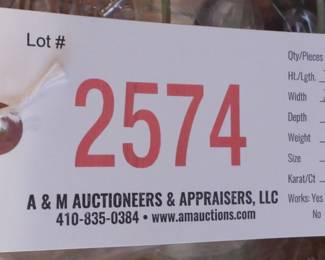 Lot #
2574
A & M AUCTIONEERS & APPRAISERS, LLC
410-835-0384 • www.amauctions.com
Qty/Pieces
Ht./Lgth.
Width
Depth
Weight
Size
Karat/Ct
Works: Yes
No